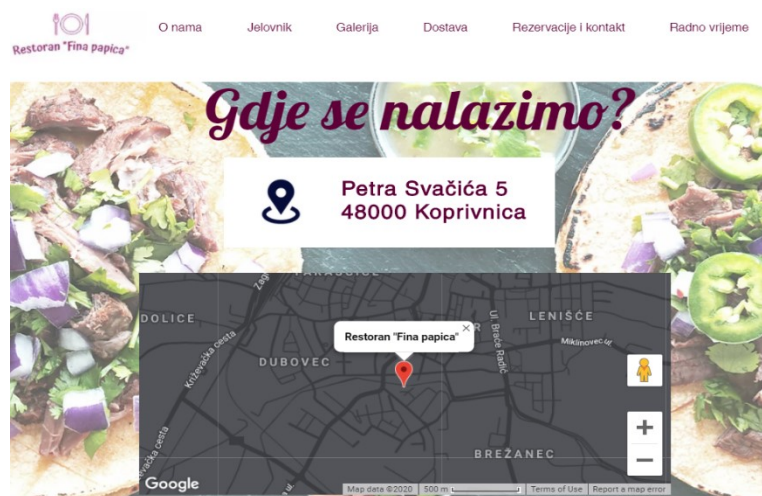 Restoran "Fina papica"
O nama
Jelovnik
Galerija
Dostava
Rezervacije i kontakt
Radno vrijeme
Gdje se nalazimo?
Petra Svačića 5
48000 Koprivnica
DOLICE
Križevačka cesta
DUBOVEC
Restoran "Fina papica"
Ul. Braće Radić
LENIŠĆE
Miklinovec ul.
BREŽANEC
Google
Map data ©2020
500 m
Terms of Use
Report a map error